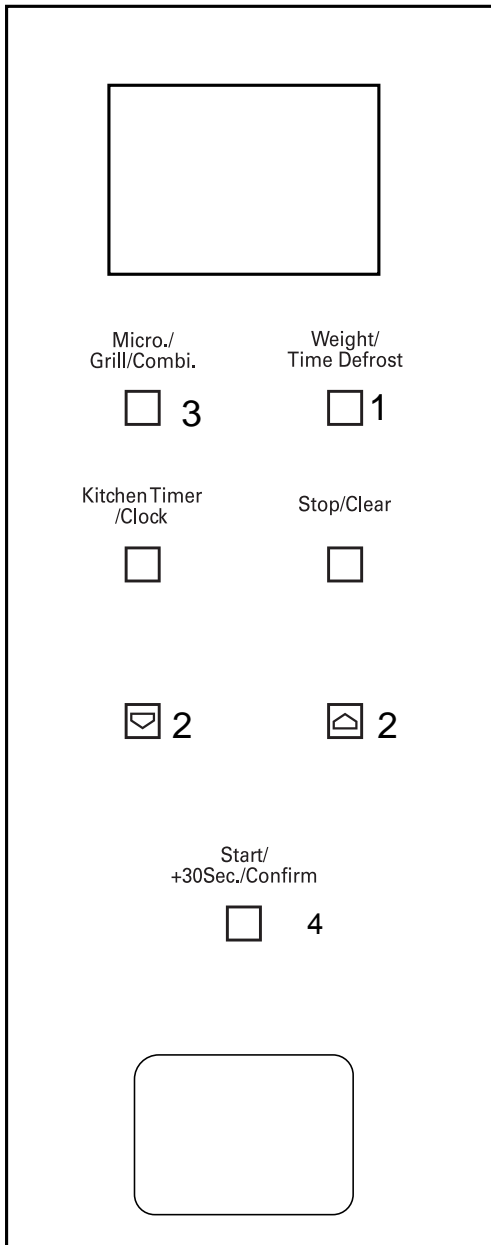 Micro./
Grill/Combi.
3
Weight/
Time Defrost
1
Kitchen Timer
/Clock
Stop/Clear
2
2
Start/
+30Sec./Confirm
4